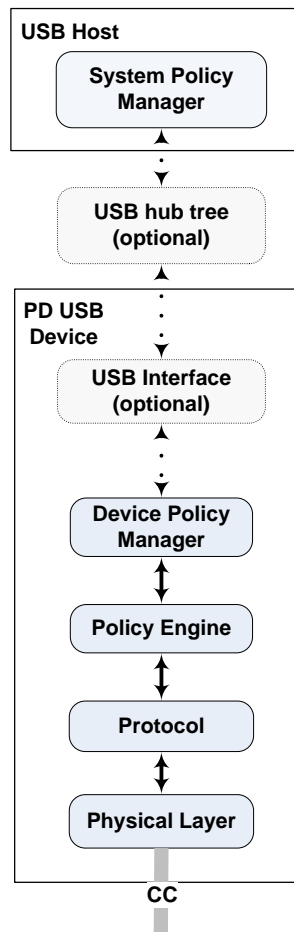 USB Host
System Policy
Manager
USB hub tree
(optional)
PD USB
Device
USB Interface
(optional)
Device Policy
Manager
Policy Engine
Protocol
Physical Layer
CC